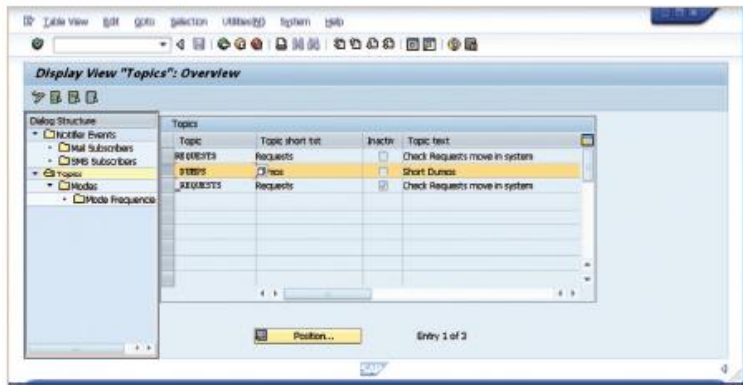 Table View Edit Goto Selection Utilities(M) System Help
Display View "Topics": Overview
Dialog Structure
Notifier Events
Mail Subscribers
SMS Subscribers
Topics
Modes
Mode Frequence
Topics
Topic Topic short txt Inactiv Topic text
REQUESTS Requests Check Requests move in system
DUMPS Short Dumps
_REQUESTS Requests Check Requests move in system
Position... Entry 1 of 3
SAP